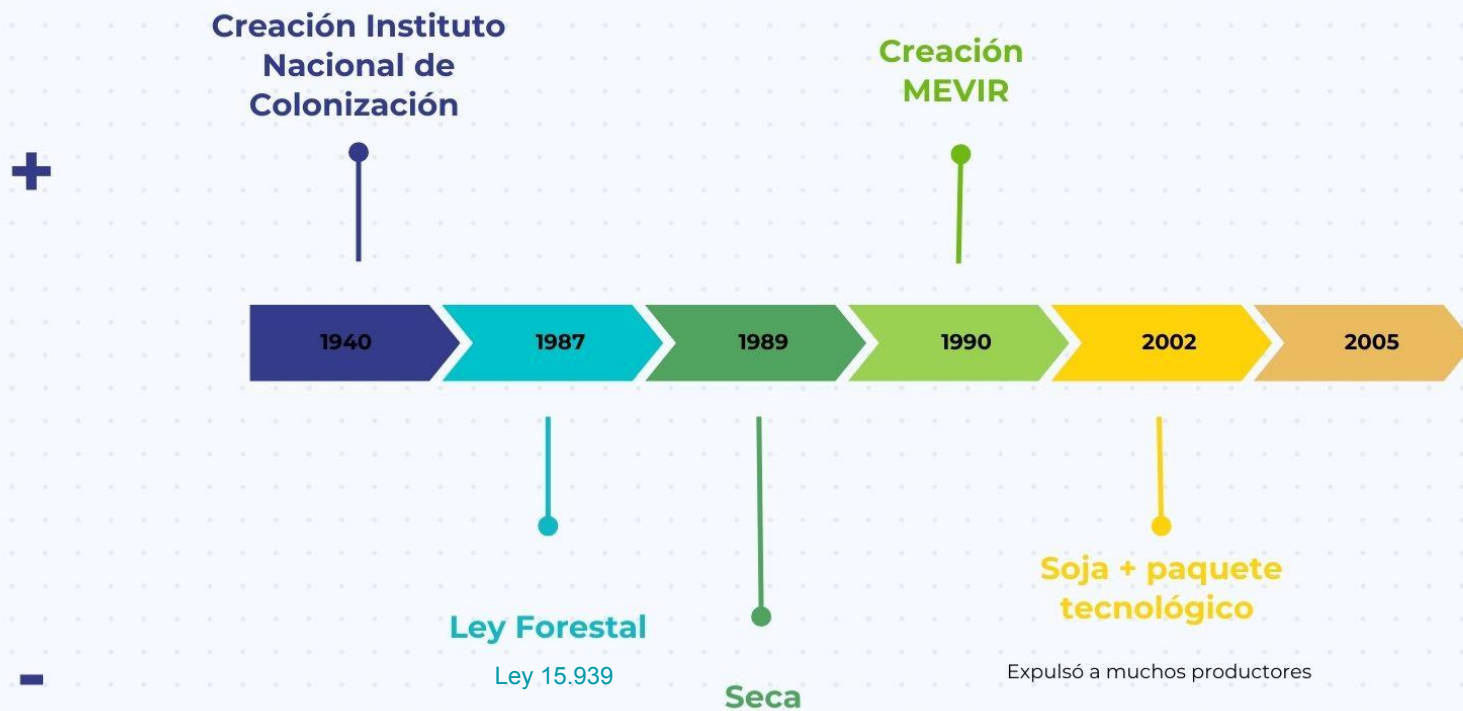 Creación Instituto
Nacional de
Colonización
Creación
MEVIR
+
1940
1987
1989
1990
2002
2005
Soja + paquete
tecnológico
Ley Forestal
Ley 15.939
Expulsó a muchos productores
-
Seca